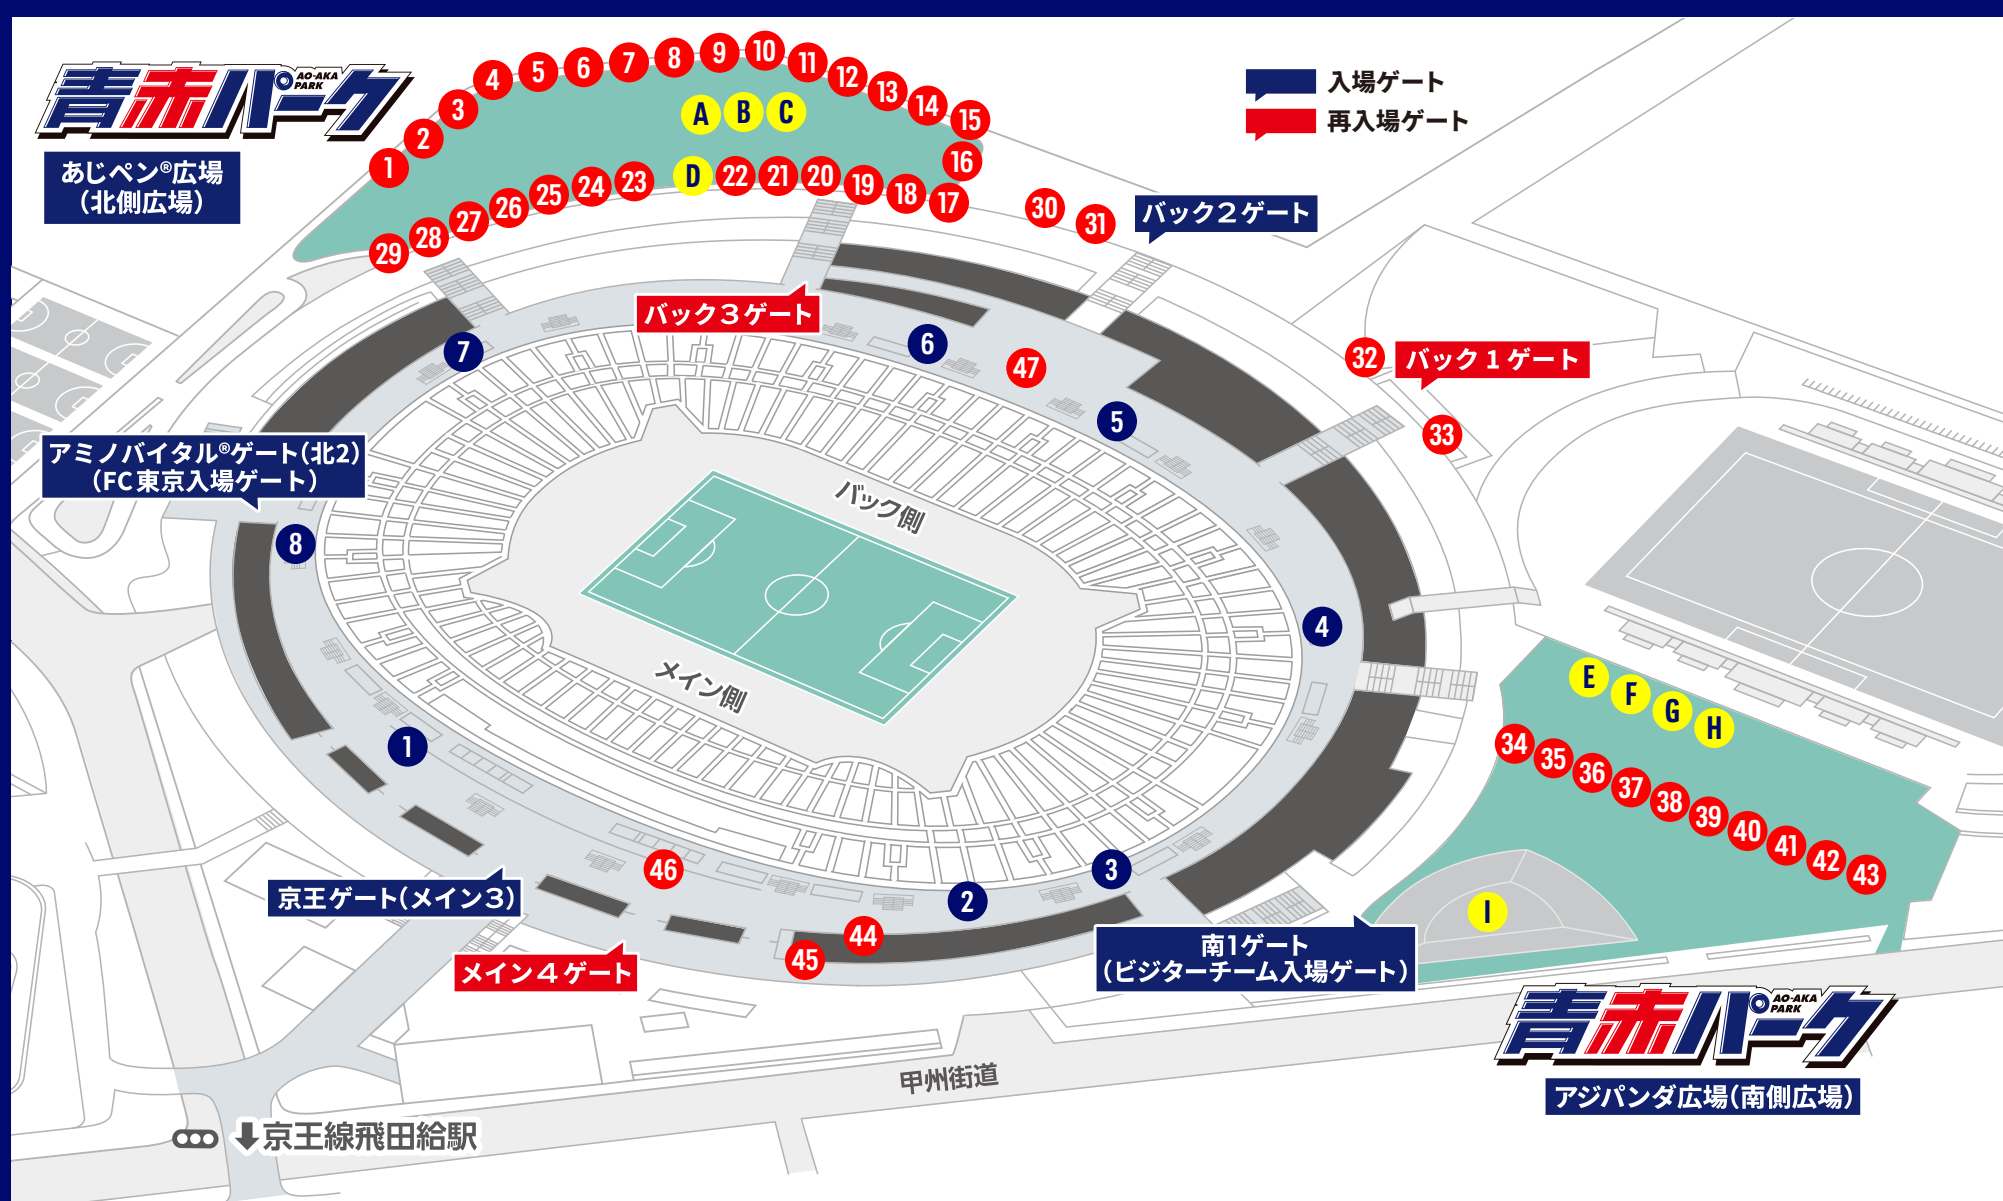 青赤パーク
AO-AKA
PARK
あじペン®広場
（北側広場）
入場ゲート
再入場ゲート
1
2
3
4
5
6
7
8
9
10
11
12
13
14
15
16
17
18
19
20
21
22
D
23
24
25
26
27
28
29
A
B
C
30
31
バック2ゲート
バック3ゲート
7
6
47
5
32
バック1ゲート
33
アミノバイタル®ゲート(北2)
（FC東京入場ゲート）
8
バック側
メイン側
4
1
46
京王ゲート(メイン3)
メイン4ゲート
45
44
2
3
南1ゲート
（ビジターチーム入場ゲート）
E
F
G
H
34
35
36
37
38
39
40
41
42
43
I
青赤パーク
AO-AKA
PARK
アジパンダ広場(南側広場)
甲州街道
↓京王線飛田給駅